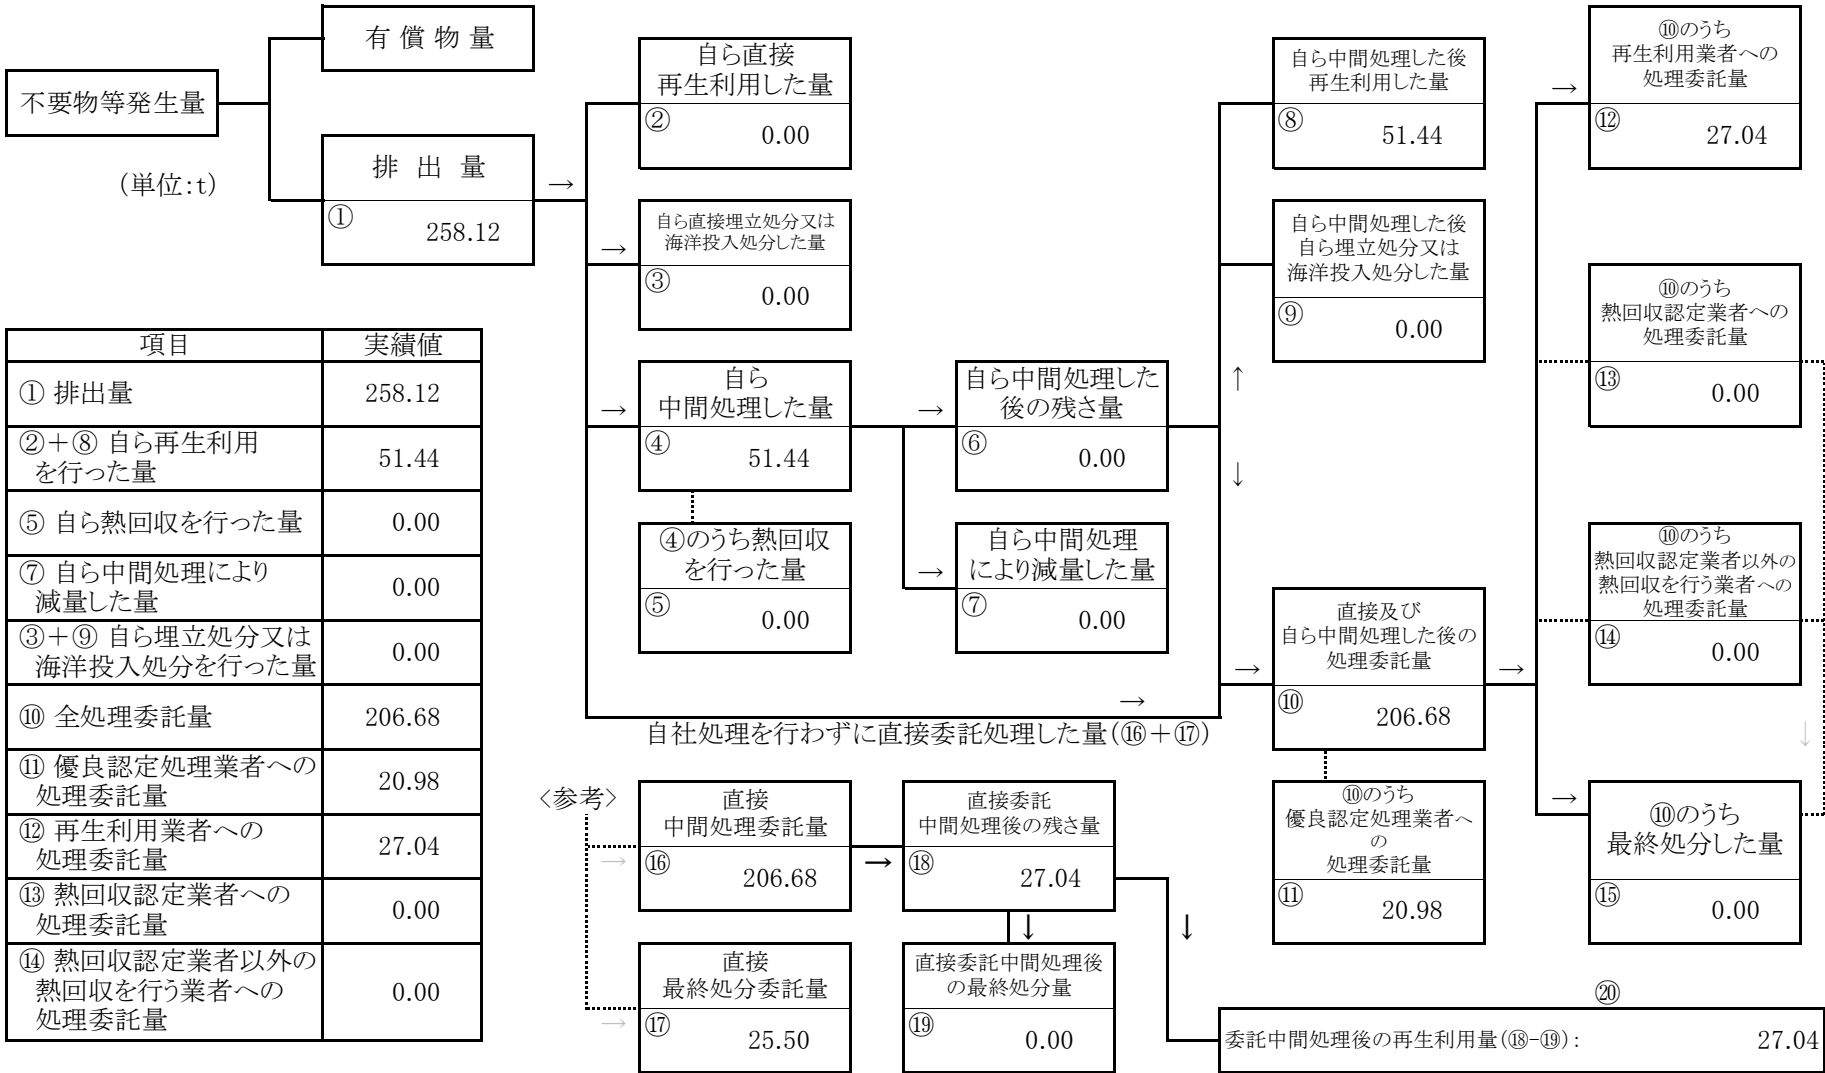 有 償 物 量
不要物等発生量
(単位:t)
排 出 量
①
258.12
→
自ら直接
再生利用した量
②
0.00
→
自ら直接埋立処分又は
海洋投入処分した量
③
0.00
→
自ら
中間処理した量
④
51.44
④のうち熱回収
を行った量
⑤
0.00
→
自ら中間処理した
後の残さ量
⑥
0.00
→
自ら中間処理
により減量した量
⑦
0.00
自ら中間処理した後
再生利用した量
⑧
51.44
自ら中間処理した後
自ら埋立処分又は
海洋投入処分した量
⑨
0.00
↑
↓
→
→
自社処理を行わずに直接委託処理した量(⑯+⑰)
直接及び
自ら中間処理した後の
処理委託量
⑩
206.68
→
⑩のうち
優良認定処理業者へ
の
処理委託量
⑪
20.98
→
⑩のうち
再生利用業者への
処理委託量
⑫
27.04
⑩のうち
熱回収認定業者への
処理委託量
⑬
0.00
⑩のうち
熱回収認定業者以外の
熱回収を行う業者への
処理委託量
⑭
0.00
↓
→
⑩のうち
最終処分した量
⑮
0.00
項目 実績値
① 排出量 258.12
②+⑧ 自ら再生利用
を行った量 51.44
⑤ 自ら熱回収を行った量 0.00
⑦ 自ら中間処理により
減量した量 0.00
③+⑨ 自ら埋立処分又は
海洋投入処分を行った量 0.00
⑩ 全処理委託量 206.68
⑪ 優良認定処理業者への
処理委託量 20.98
⑫ 再生利用業者への
処理委託量 27.04
⑬ 熱回収認定業者への
処理委託量 0.00
⑭ 熱回収認定業者以外の
熱回収を行う業者への
処理委託量 0.00
〈参考〉
→
直接
中間処理委託量
⑯
206.68
→
直接委託
中間処理後の残さ量
⑱
27.04
↓
↓
→
直接
最終処分委託量
⑰
25.50
直接委託中間処理後
の最終処分量
⑲
0.00
⑳
委託中間処理後の再生利用量(⑱-⑲): 27.04